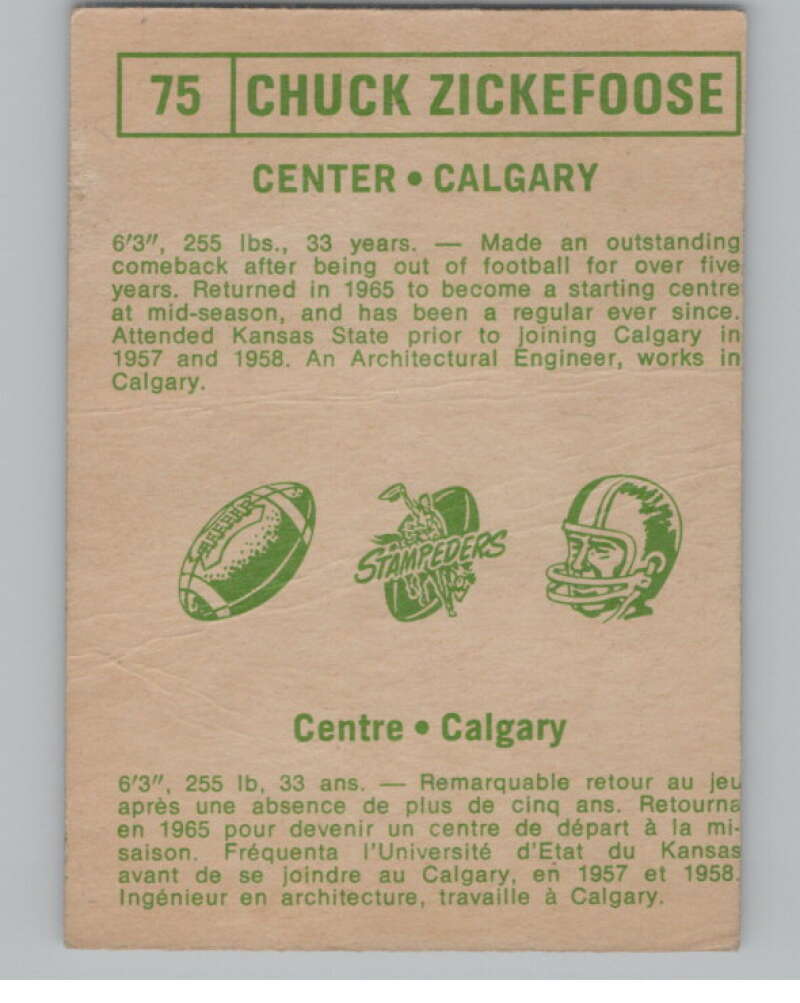 75 CHUCK ZICKEFOOSE
CENTER • CALGARY
6'3", 255 lbs., 33 years. — Made an outstanding
comeback after being out of football for over five
years. Returned in 1965 to become a starting centre
at mid-season, and has been a regular ever since.
Attended Kansas State prior to joining Calgary in
1957 and 1958. An Architectural Engineer, works in
Calgary.
STAMPEDERS
Centre • Calgary
6'3", 255 lb, 33 ans. — Remarquable retour au jeu
après une absence de plus de cinq ans. Retourna
en 1965 pour devenir un centre de départ à la mi-
saison. Fréquenta l'Université d'Etat du Kansas
avant de se joindre au Calgary, en 1957 et 1958.
Ingénieur en architecture, travaille à Calgary.